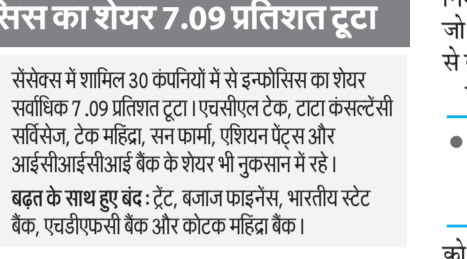 सिस का शेयर 7.09 प्रतिशत टूटा
सेंसेक्स में शामिल 30 कंपनियों में से इन्फोसिस का शेयर
सर्वाधिक 7 .09 प्रतिशत टूटा। एचसीएल टेक, टाटा कंसल्टेंसी
सर्विसेज, टेक महिंद्रा, सन फार्मा, एशियन पेंट्स और
आईसीआईसीआई बैंक के शेयर भी नुकसान में रहे।
बढ़त के साथ हुए बंद : ट्रेंट, बजाज फाइनेंस, भारतीय स्टेट
बैंक, एचडीएफसी बैंक और कोटक महिंद्रा बैंक।
जो
से
को